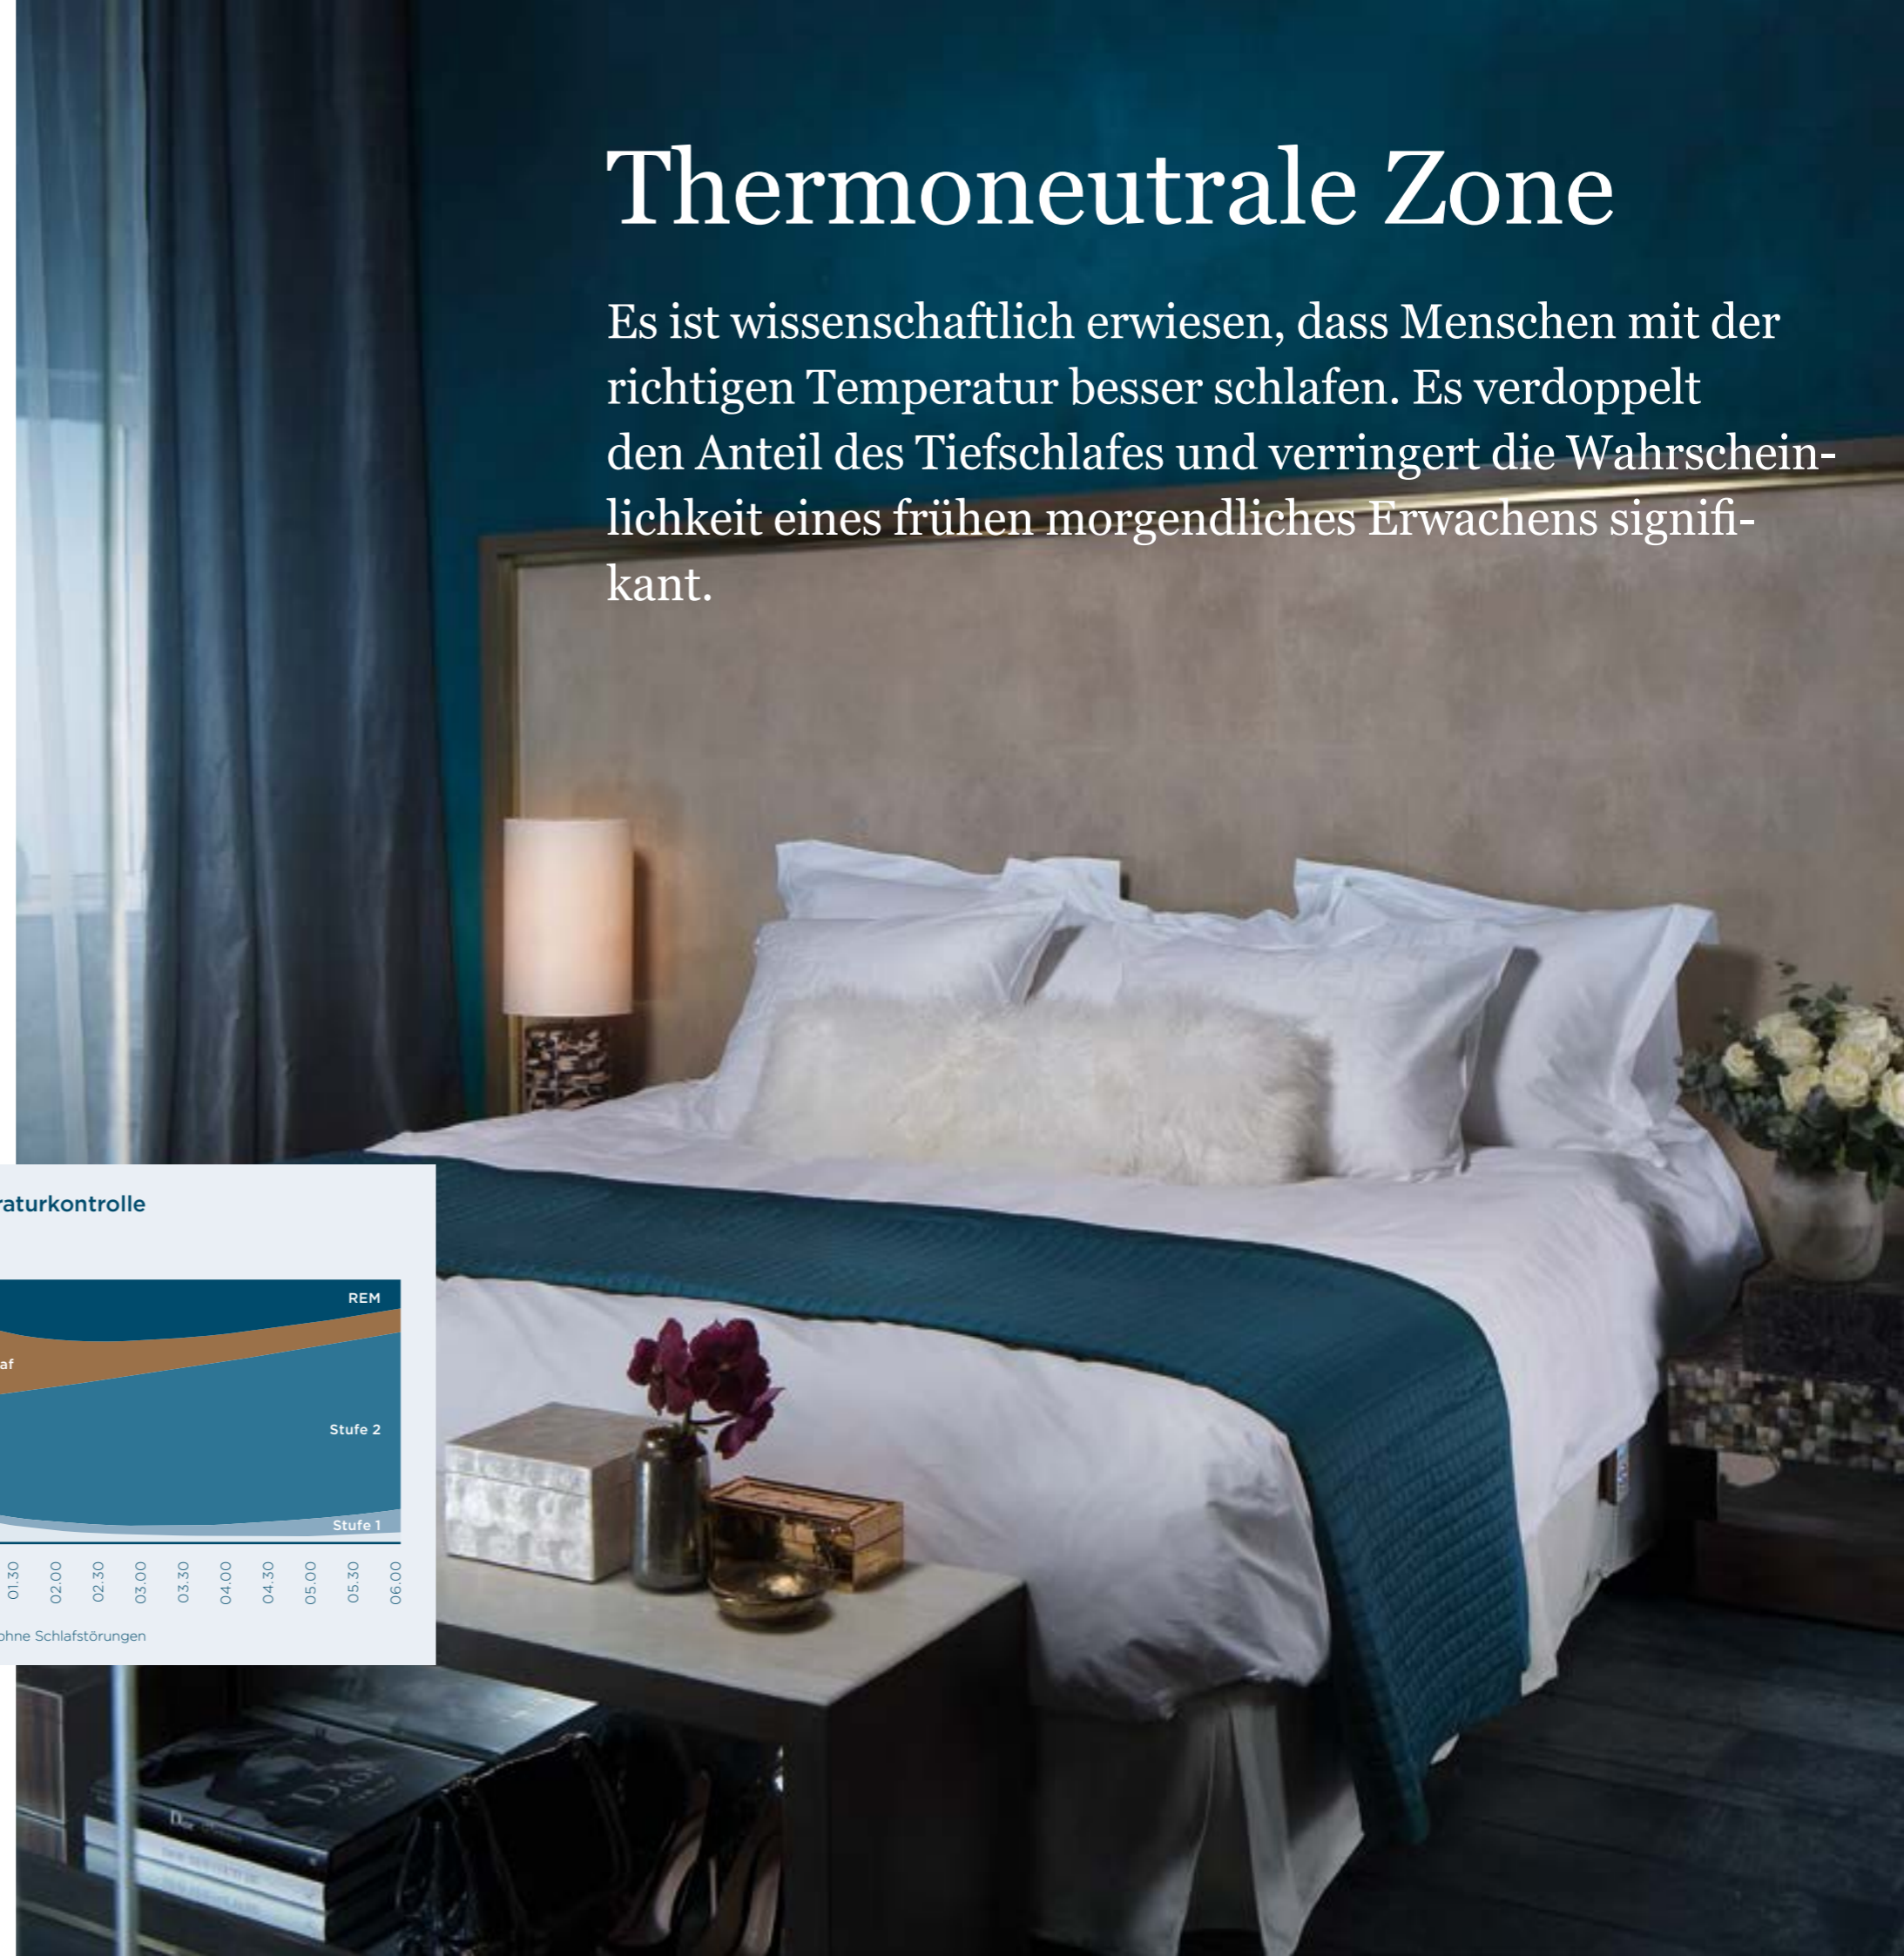 Thermoneutrale Zone
Es ist wissenschaftlich erwiesen, dass Menschen mit der
richtigen Temperatur besser schlafen. Es verdoppelt
den Anteil des Tiefschlafes und verringert die Wahrschein-
lichkeit eines frühen morgendliches Erwachens signifi-
kant.
raturkontrolle
REM
af
Stufe 2
Stufe 1
01.30 02.00 02.30 03.00 03.30 04.00 04.30 05.00 05.30 06.00
ohne Schlafstörungen
Dior
Dior